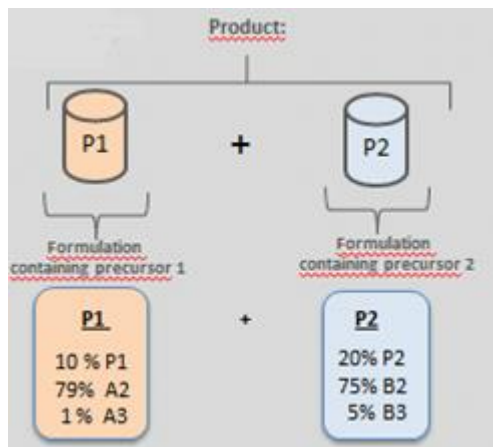 Product:
P1
+
P2
Formulation
containing precursor 1
Formulation
containing precursor 2
P1
10 % P1
79% A2
1% A3
+
P2
20% P2
75% B2
5% B3